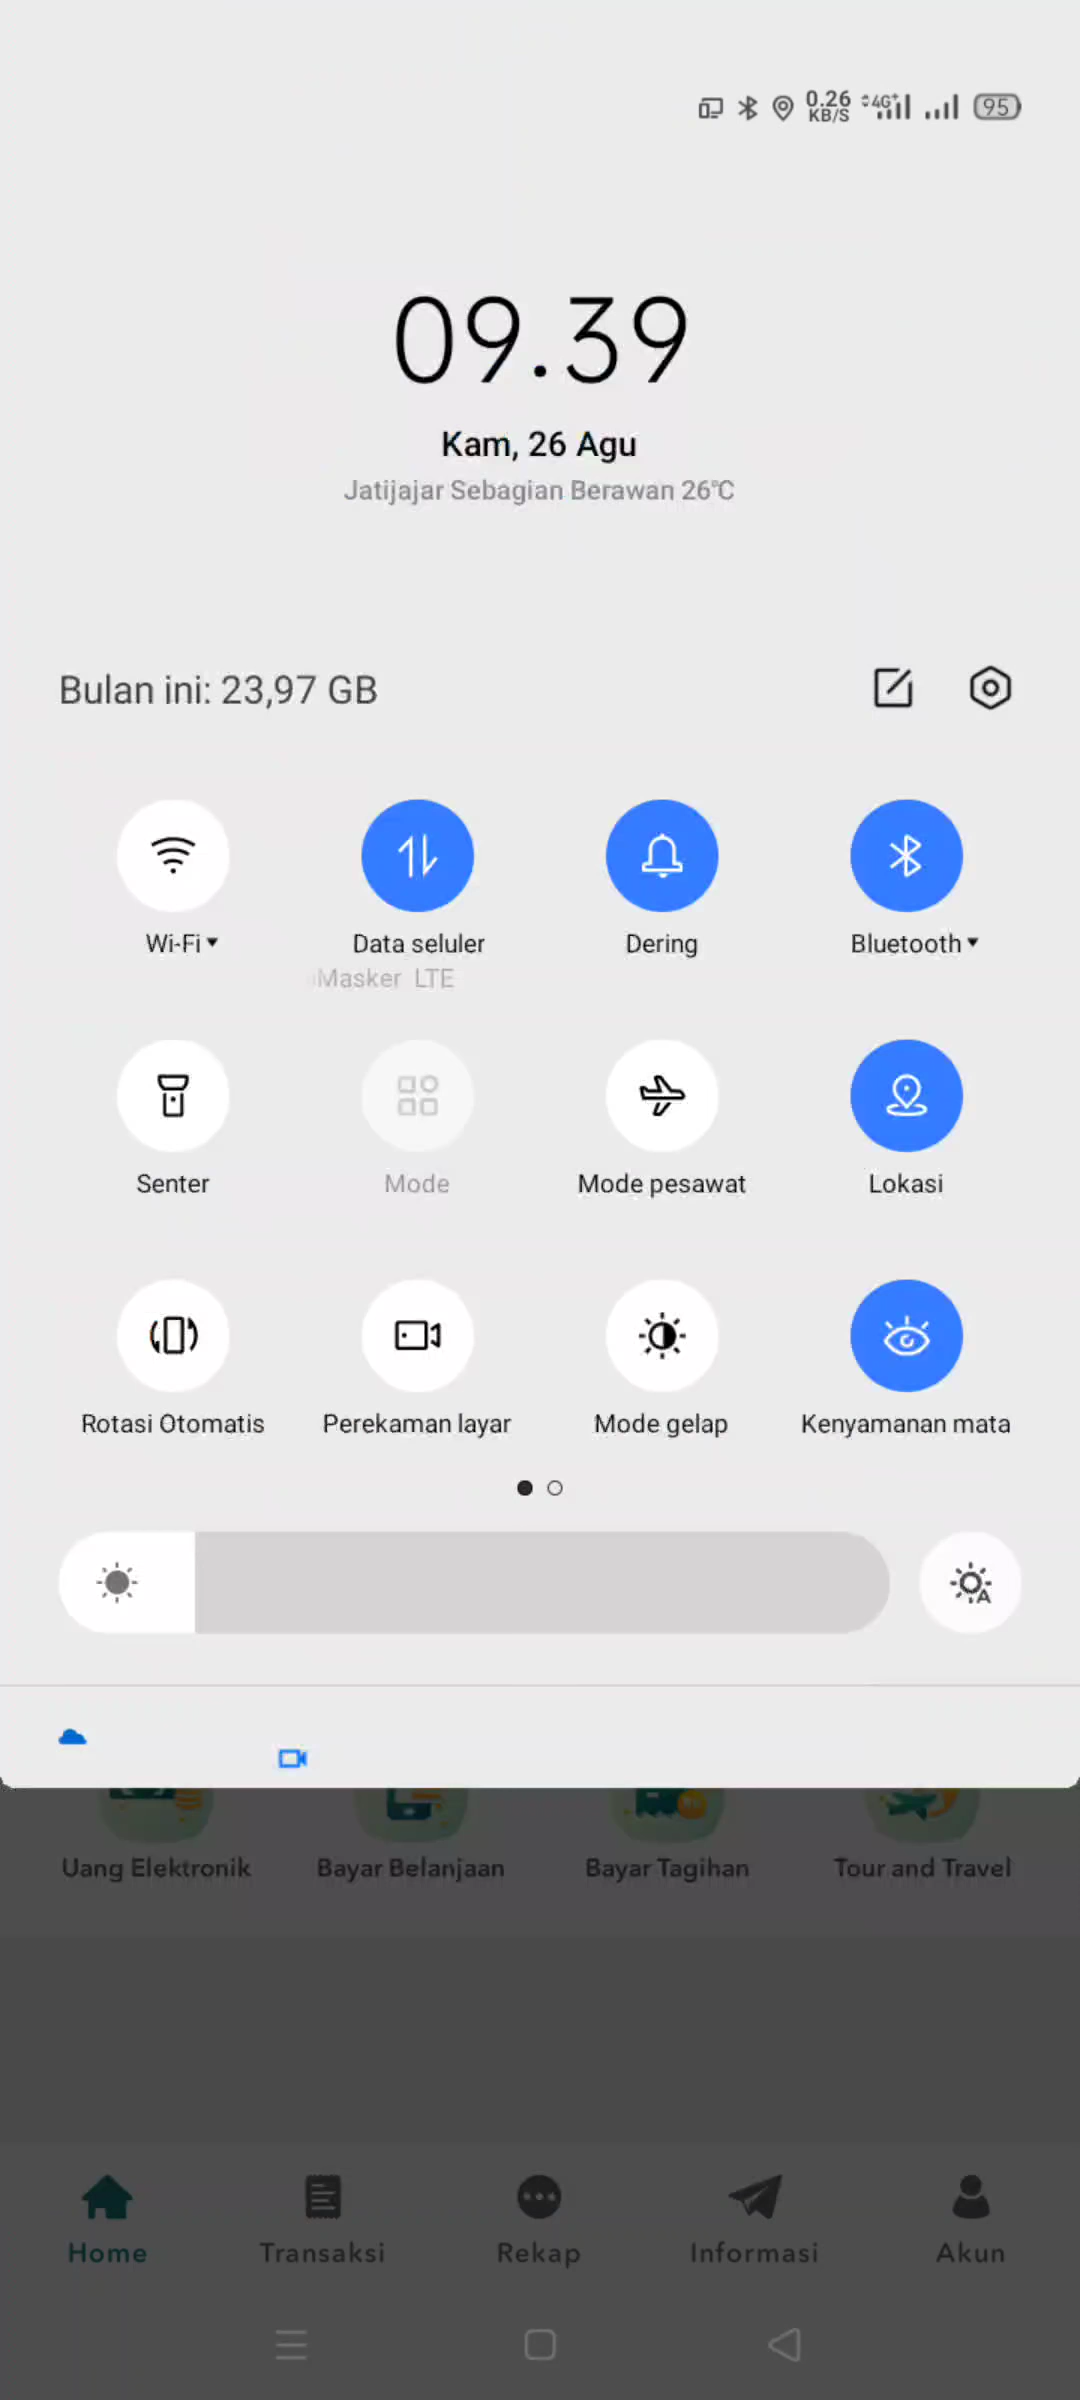 0.26
KB/S
4G+
95
09.39
Kam, 26 Agu
Jatijajar Sebagian Berawan 26°C
Bulan ini: 23,97 GB
Wi-Fi
Data seluler
Dering
Bluetooth
Masker LTE
Senter
Mode
Mode pesawat
Lokasi
Rotasi Otomatis
Perekaman layar
Mode gelap
Kenyamanan mata
A
Uang Elektronik
Bayar Belanjaan
Bayar Tagihan
Tour and Travel
Home
Transaksi
Rekap
Informasi
Akun